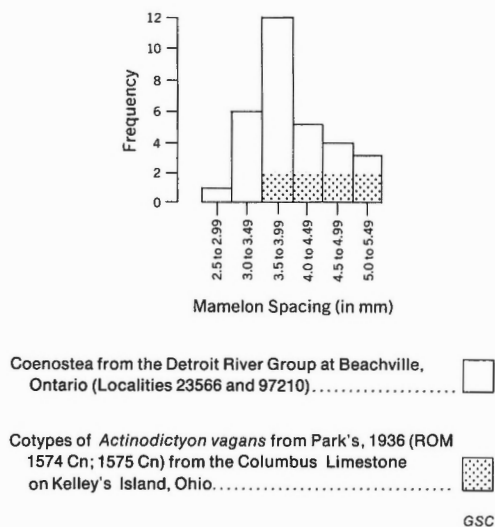 12
10
8
6
4
2
0
Frequency
2.5 to 2.99
3.0 to 3.49
3.5 to 3.99
4.0 to 4.49
4.5 to 4.99
5.0 to 5.49
Mamelon Spacing (in mm)
Coenostea from the Detroit River Group at Beachville,
Ontario (Localities 23566 and 97210)......................
Cotypes of Actinodictyon vagans from Park's, 1936 (ROM
1574 Cn; 1575 Cn) from the Columbus Limestone
on Kelley's Island, Ohio...................................
GSC